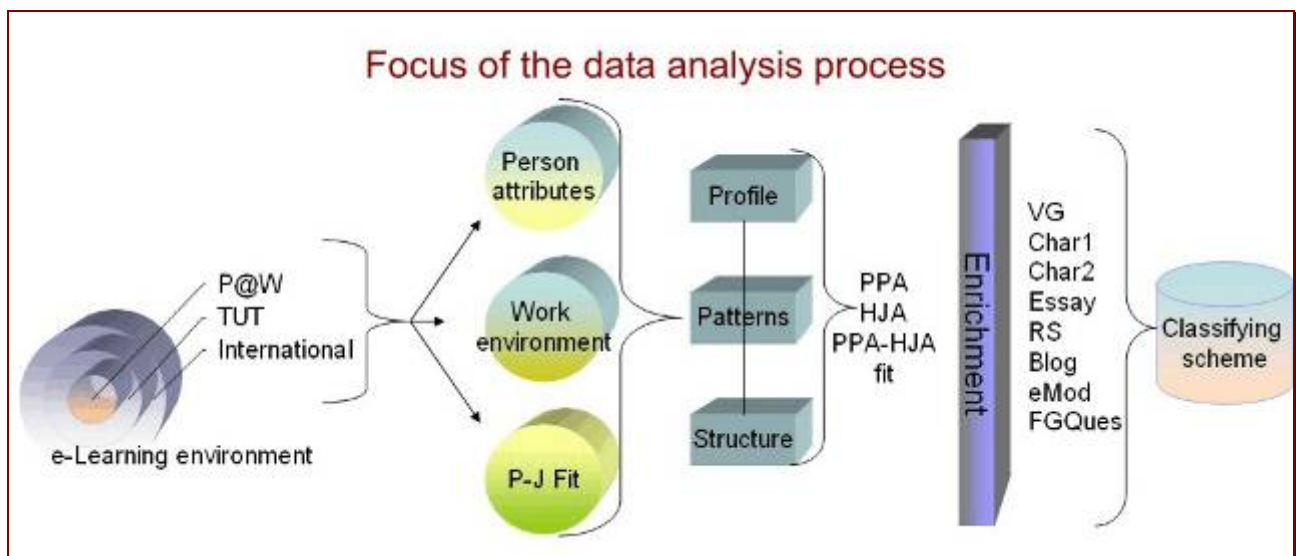 Focus of the data analysis process
P@W
TUT
International
e-Learning environment
Person
attributes
Work
environment
P-J Fit
Profile
Patterns
Structure
PPA
HJA
PPA-HJA
fit
Enrichment
VG
Char1
Char2
Essay
RS
Blog
eMod
FGQues
Classifying
scheme